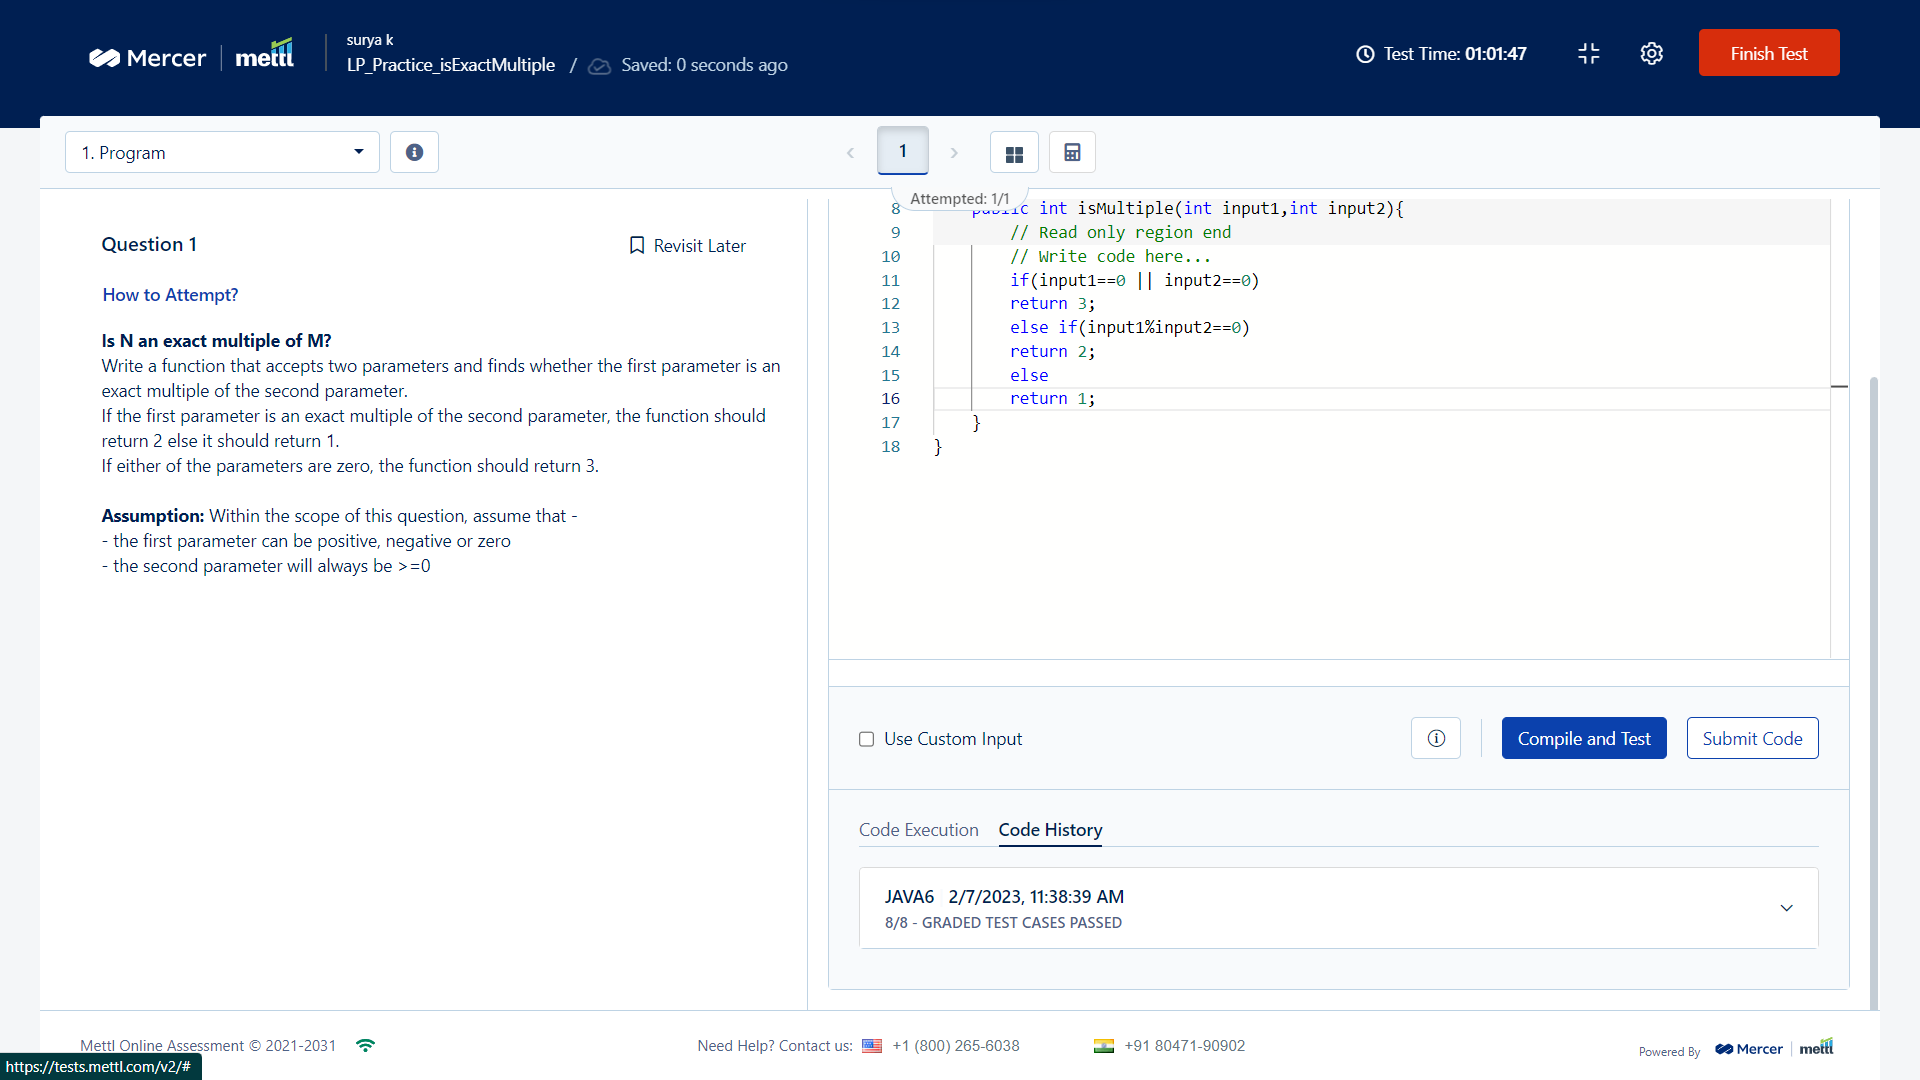 Mercer mettl
surya k
LP_Practice_isExactMultiple / Saved: 0 seconds ago
Test Time: 01:01:47
Finish Test
1. Program
1
Attempted: 1/1
Question 1
Revisit Later
How to Attempt?
Is N an exact multiple of M?
Write a function that accepts two parameters and finds whether the first parameter is an
exact multiple of the second parameter.
If the first parameter is an exact multiple of the second parameter, the function should
return 2 else it should return 1.
If either of the parameters are zero, the function should return 3.
Assumption: Within the scope of this question, assume that -
- the first parameter can be positive, negative or zero
- the second parameter will always be >=0
8 public int isMultiple(int input1,int input2){
9 // Read only region end
10 // Write code here...
11 if(input1==0 || input2==0)
12 return 3;
13 else if(input1%input2==0)
14 return 2;
15 else
16 return 1;
17 }
18 }
Use Custom Input
Compile and Test
Submit Code
Code Execution
Code History
JAVA6 2/7/2023, 11:38:39 AM
8/8 - GRADED TEST CASES PASSED
Mettl Online Assessment © 2021-2031
Need Help? Contact us: +1 (800) 265-6038
+91 80471-90902
Powered By Mercer mettl
https://tests.mettl.com/v2/#